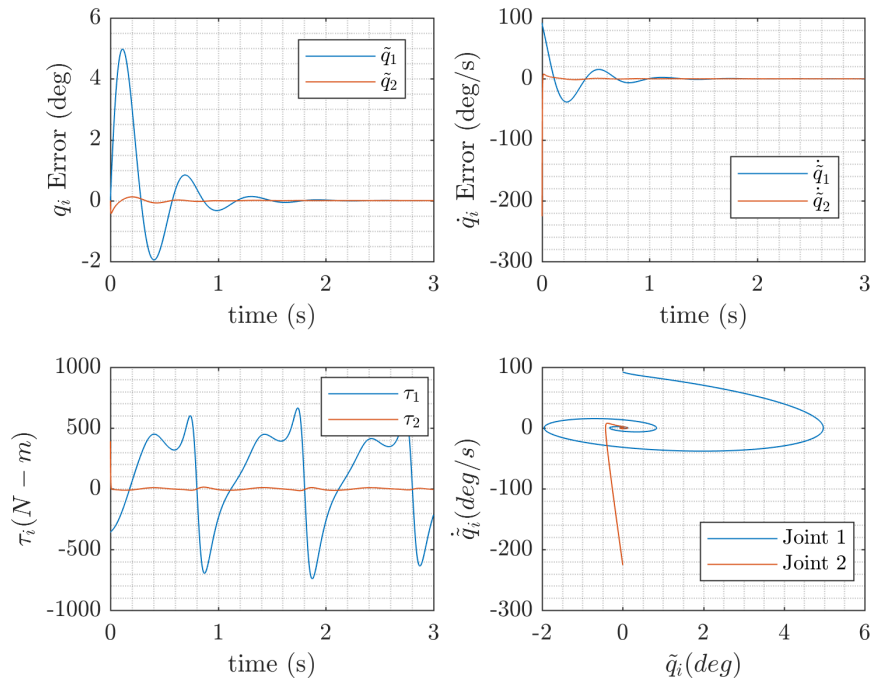 6
4
2
0
-2
0
1
2
3
q_i Error (deg)
time (s)
q̃_1
q̃_2
100
0
-100
-200
-300
0
1
2
3
q̇_i Error (deg/s)
time (s)
q̃̇_1
q̃̇_2
1000
500
0
-500
-1000
0
1
2
3
τ_i(N − m)
time (s)
τ_1
τ_2
100
0
-100
-200
-300
-2
0
2
4
6
q̃̇_i(deg/s)
q̃_i(deg)
Joint 1
Joint 2